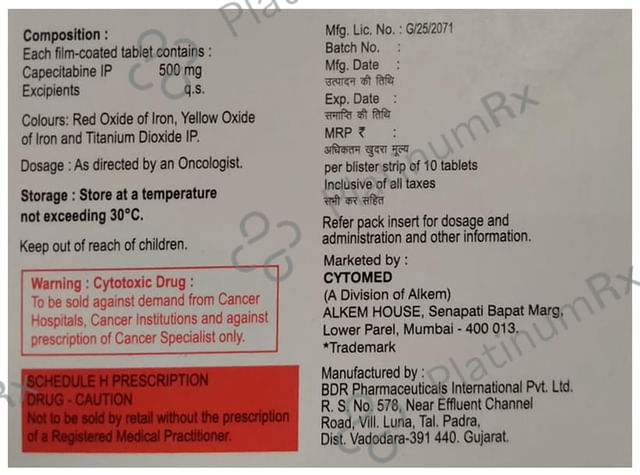 Composition :
Each film-coated tablet contains :
Capecitabine IP 500 mg
Excipients q.s.
Colours: Red Oxide of Iron, Yellow Oxide
of Iron and Titanium Dioxide IP.
Dosage : As directed by an Oncologist.
Storage : Store at a temperature
not exceeding 30°C.
Keep out of reach of children.
Warning : Cytotoxic Drug :
To be sold against demand from Cancer
Hospitals, Cancer Institutions and against
prescription of Cancer Specialist only.
SCHEDULE H PRESCRIPTION
DRUG - CAUTION
Not to be sold by retail without the prescription
of a Registered Medical Practitioner.
Mfg. Lic. No. : G/25/2071
Batch No. :
Mfg. Date :
उत्पादन की तिथि
Exp. Date :
समाप्ति की तिथि
MRP ₹ :
अधिकतम खुदरा मूल्य
per blister strip of 10 tablets
Inclusive of all taxes
सभी कर सहित
Refer pack insert for dosage and
administration and other information.
Marketed by :
CYTOMED
(A Division of Alkem)
ALKEM HOUSE, Senapati Bapat Marg,
Lower Parel, Mumbai - 400 013.
*Trademark
Manufactured by :
BDR Pharmaceuticals International Pvt. Ltd.
R. S. No. 578, Near Effluent Channel
Road, Vill. Luna, Tal. Padra,
Dist. Vadodara-391 440. Gujarat.
PlatinumRx
PlatinumRx
PlatinumRx